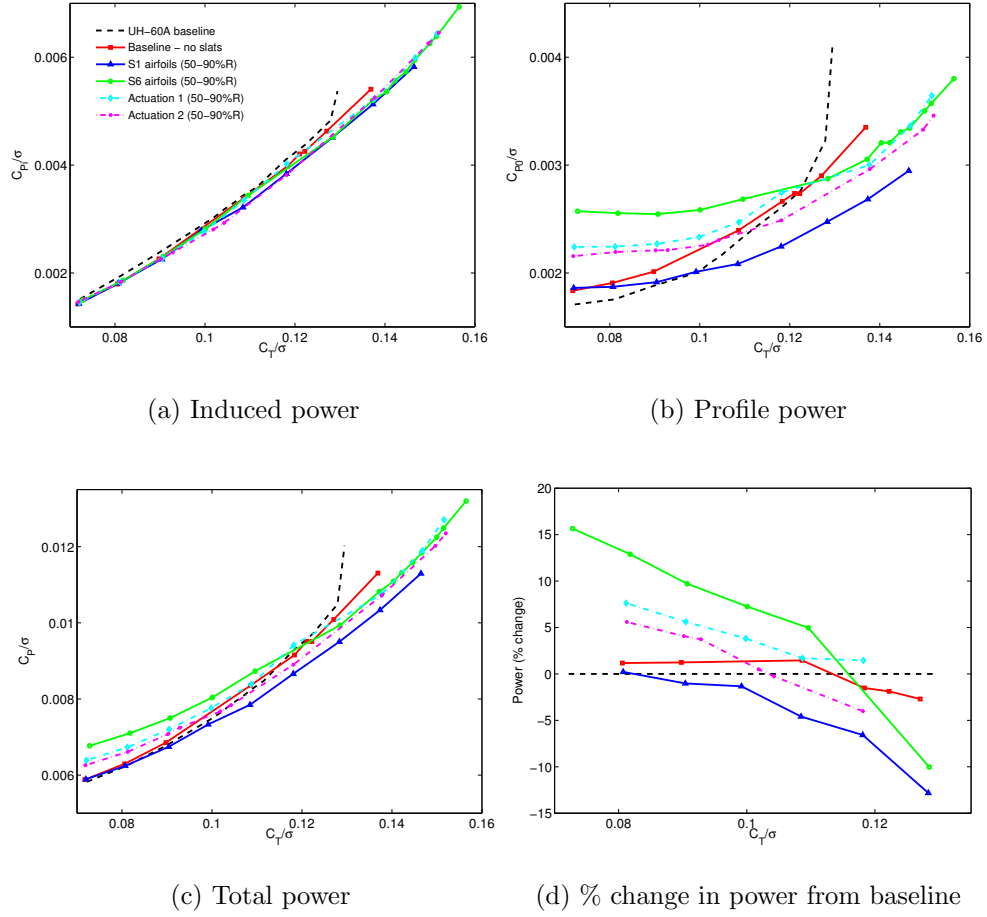 UH−60A baseline
Baseline − no slats
S1 airfoils (50−90%R)
S6 airfoils (50−90%R)
Actuation 1 (50−90%R)
Actuation 2 (50−90%R)
0.006
0.004
0.002
C_Pi/σ
0.08 0.1 0.12 0.14 0.16
C_T/σ
(a) Induced power
0.004
0.003
0.002
C_P0/σ
0.08 0.1 0.12 0.14 0.16
C_T/σ
(b) Profile power
0.012
0.010
0.008
0.006
C_P/σ
0.08 0.1 0.12 0.14 0.16
C_T/σ
(c) Total power
20
15
10
5
0
−5
−10
−15
Power (% change)
0.08 0.1 0.12
C_T/σ
(d) % change in power from baseline